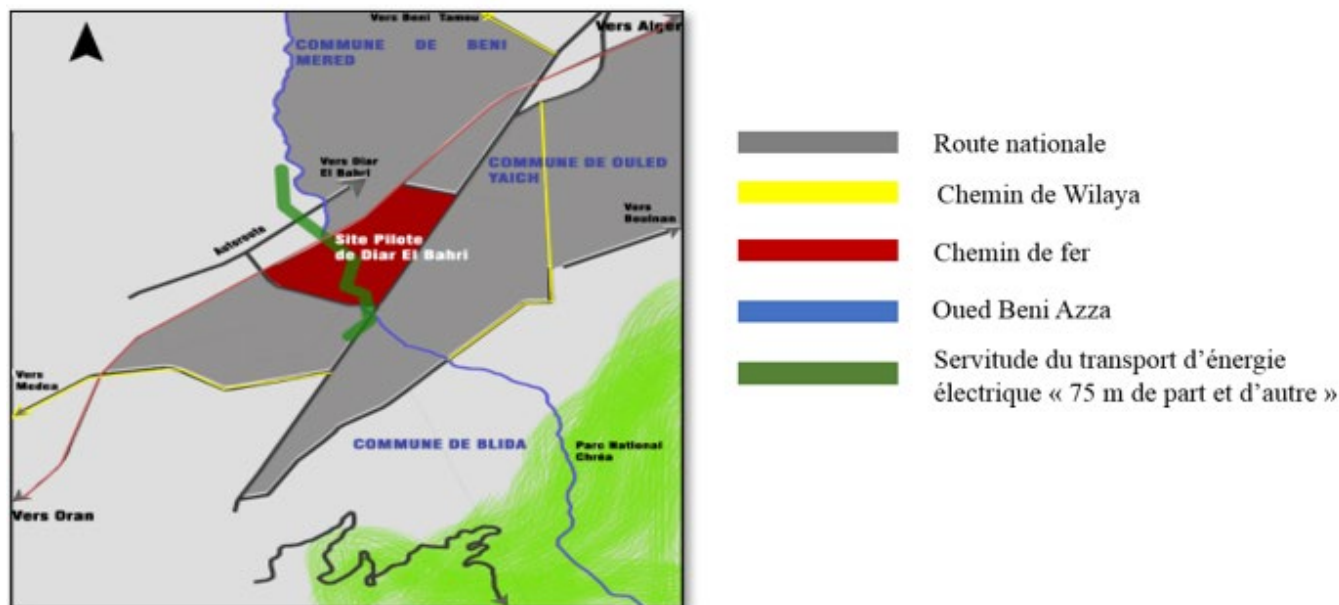 Vers Beni Tamou
Vers Alger
COMMUNE DE BENI
MERED
Vers Diar
El Bahri
COMMUNE DE OULED
YAICH
Vers
Bouinan
Autoroute
Site Pilote
de Diar El Bahri
Vers
Medea
COMMUNE DE BLIDA
Parc National
Chréa
Vers Oran
Route nationale
Chemin de Wilaya
Chemin de fer
Oued Beni Azza
Servitude du transport d’énergie
électrique « 75 m de part et d’autre »